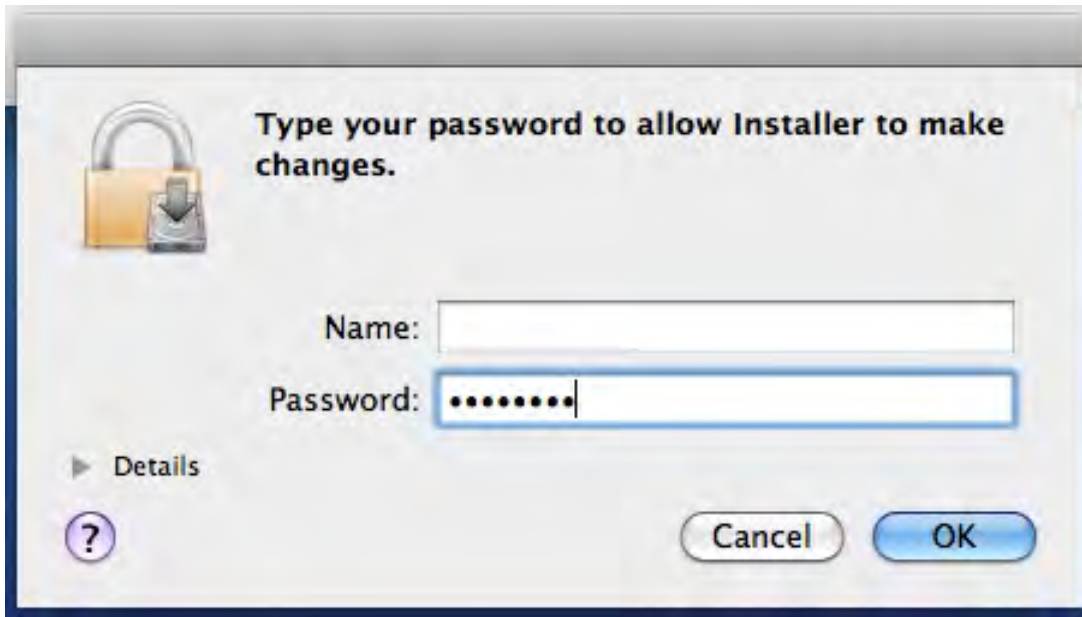 Type your password to allow Installer to make
changes.
Name:
Password: ••••••••
Details
?
Cancel
OK